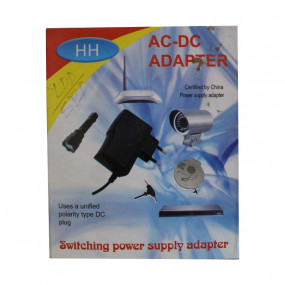 HH
AC-DC
ADAPTER
Certified by China
Power supply adapter
Uses a unified
polarity type DC
plug
Switching power supply adapter